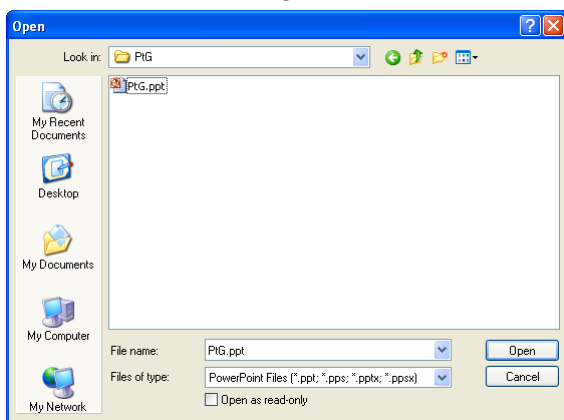 Open
Look in:
PtG
PtG.ppt
My Recent
Documents
Desktop
My Documents
My Computer
My Network
File name:
PtG.ppt
Open
Files of type:
PowerPoint Files (*.ppt; *.pps; *.pptx; *.ppsx)
Cancel
Open as read-only